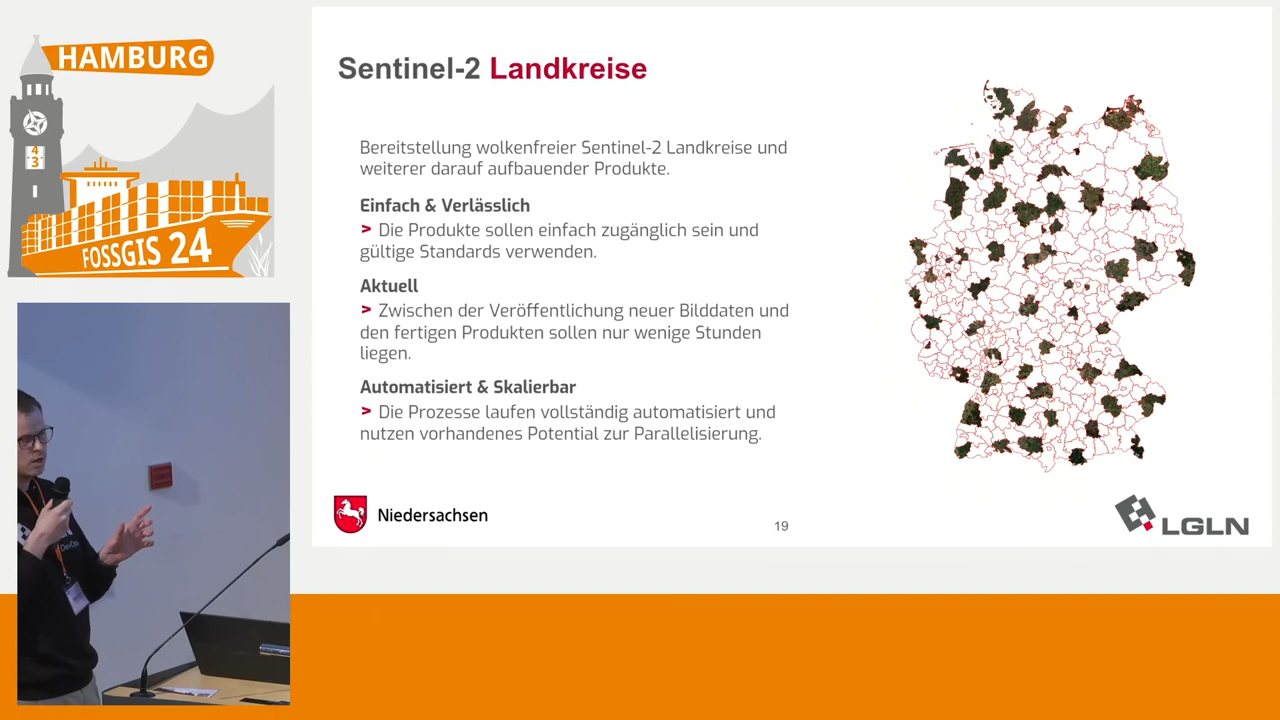 HAMBURG
4
3
FOSSGIS 24
Sentinel-2 Landkreise
Bereitstellung wolkenfreier Sentinel-2 Landkreise und
weiterer darauf aufbauender Produkte.
Einfach & Verlässlich
> Die Produkte sollen einfach zugänglich sein und
gültige Standards verwenden.
Aktuell
> Zwischen der Veröffentlichung neuer Bilddaten und
den fertigen Produkten sollen nur wenige Stunden
liegen.
Automatisiert & Skalierbar
> Die Prozesse laufen vollständig automatisiert und
nutzen vorhandenes Potential zur Parallelisierung.
Niedersachsen
19
LGLN